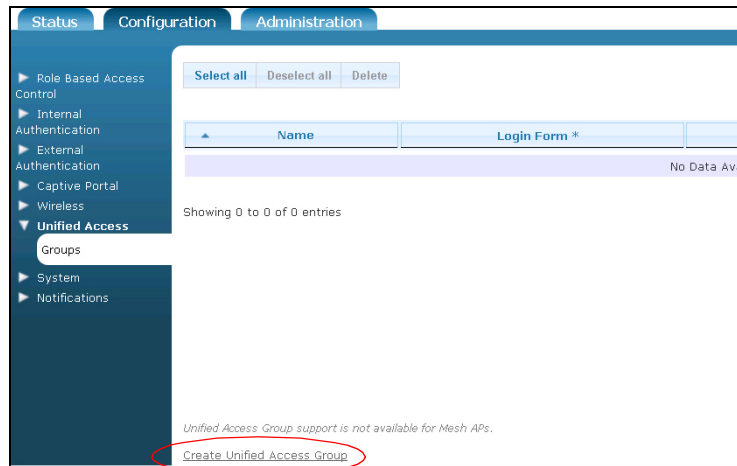 Status Configuration Administration
Role Based Access
Control
Internal
Authentication
External
Authentication
Captive Portal
Wireless
Unified Access
Groups
System
Notifications
Select all Deselect all Delete
Name Login Form *
No Data Av
Showing 0 to 0 of 0 entries
Unified Access Group support is not available for Mesh APs.
Create Unified Access Group